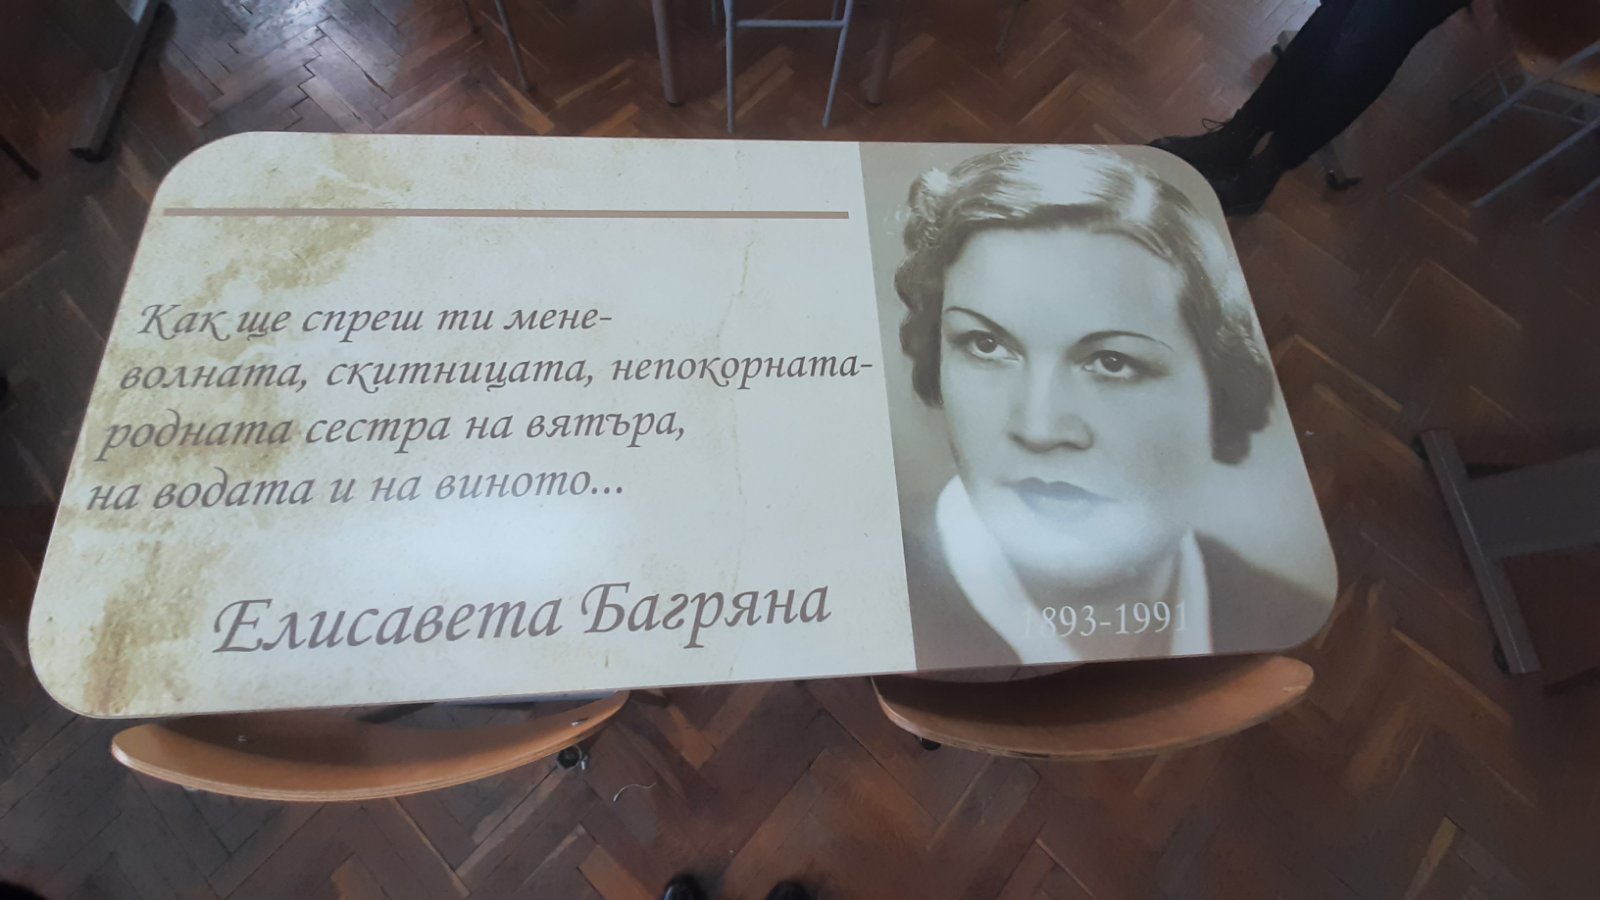 Как ще спреш ти мене-
волната, скитницата, непокорната-
родната сестра на вятъра,
на водата и на виното...
Елисавета Багряна
1893-1991